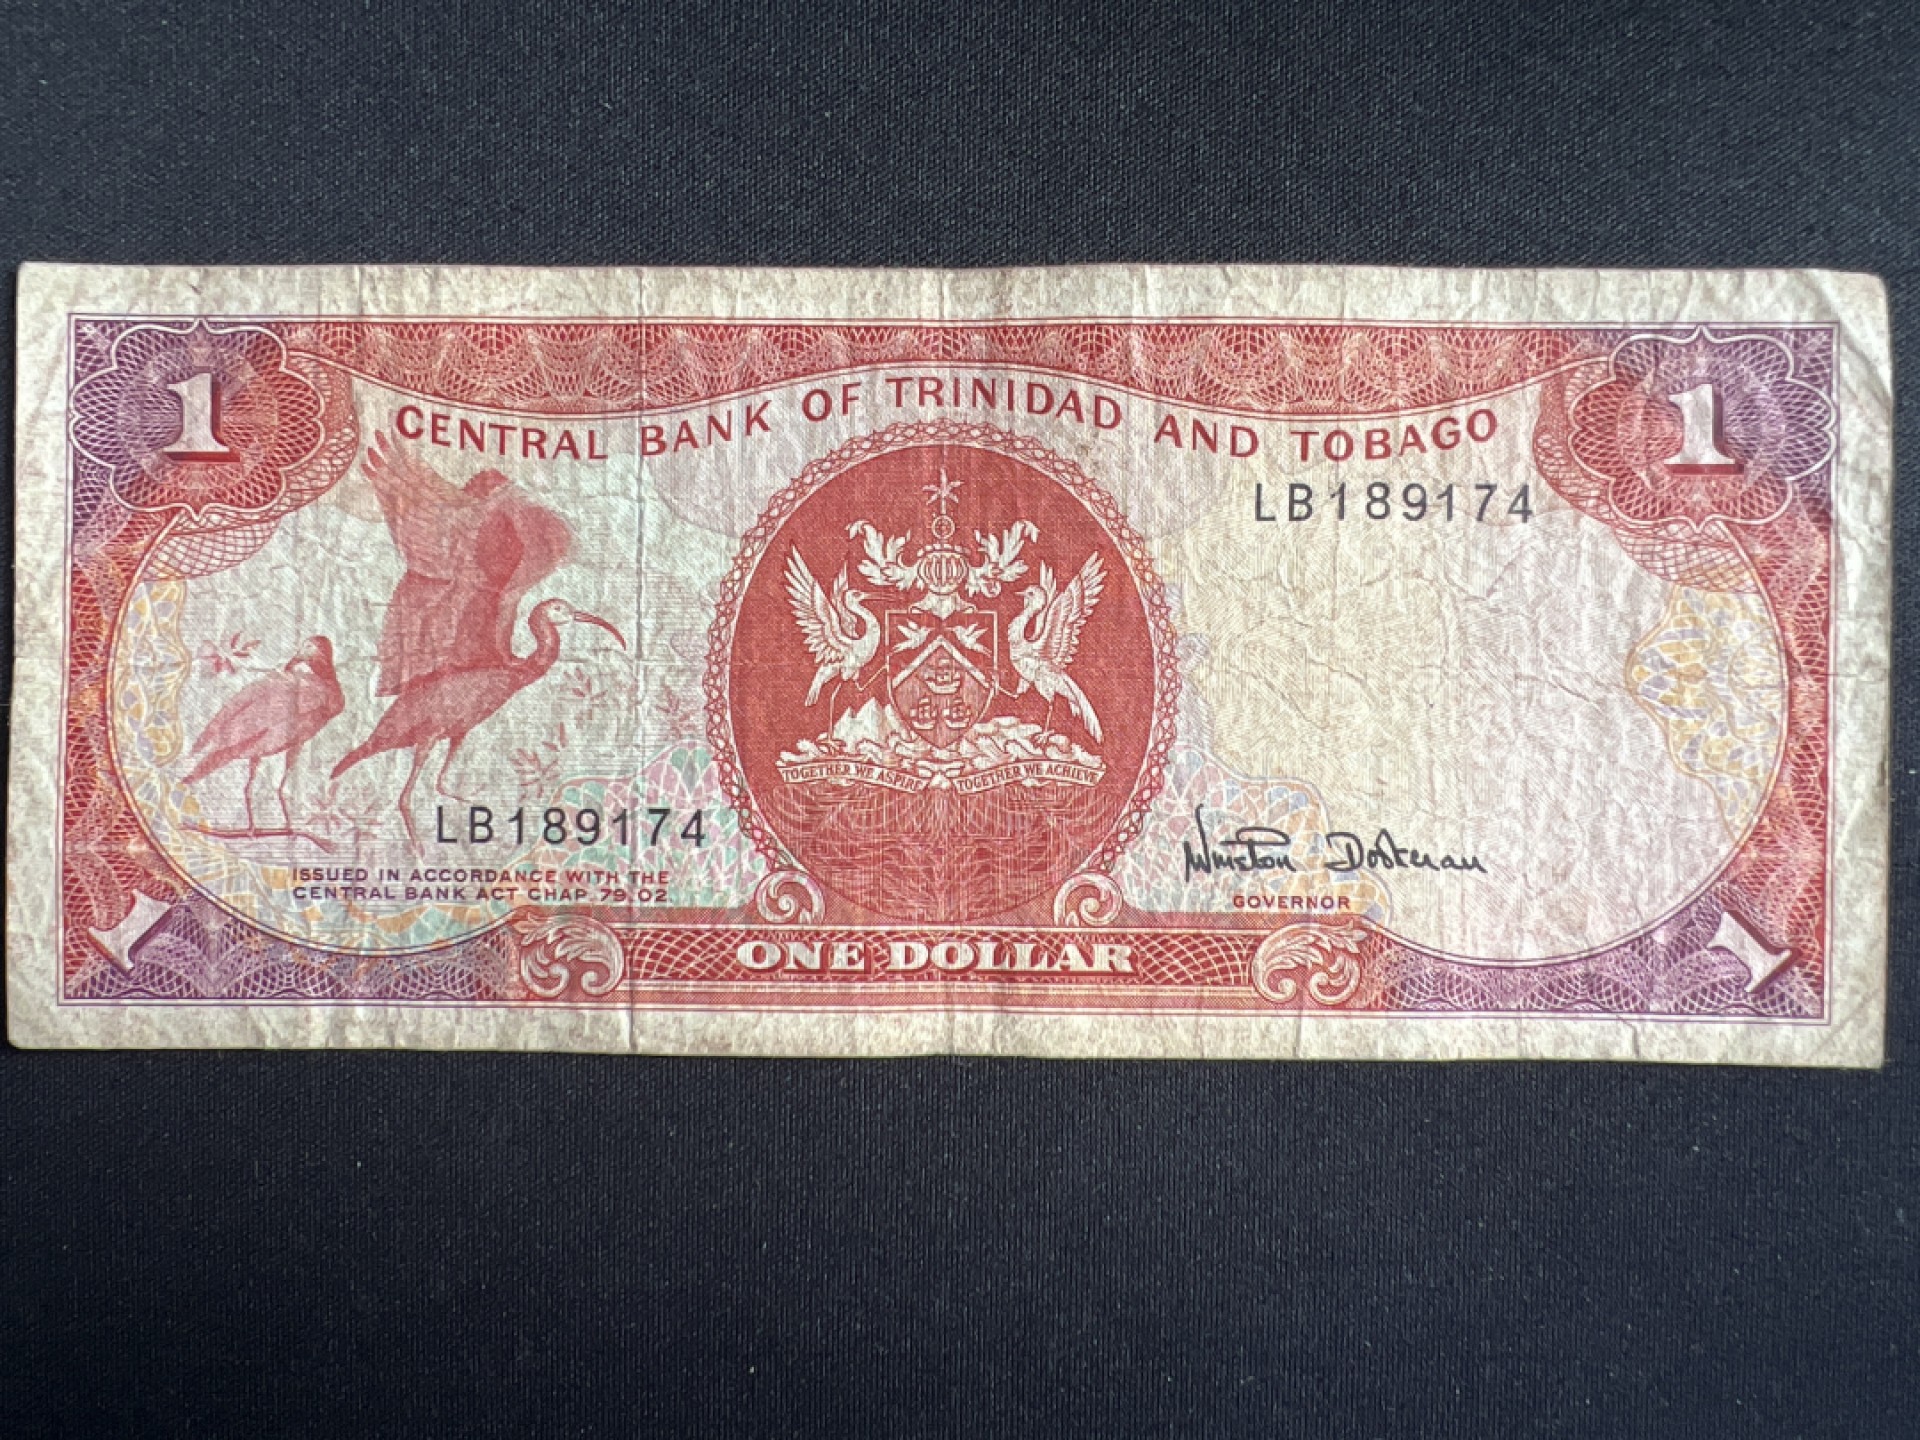 1
1
CENTRAL BANK OF TRINIDAD AND TOBAGO
LB189174
TOGETHER WE ASPIRE TOGETHER WE ACHIEVE
LB189174
Winston Dookeran
ISSUED IN ACCORDANCE WITH THE
CENTRAL BANK ACT CHAP. 79.02.
GOVERNOR
1
ONE DOLLAR
1